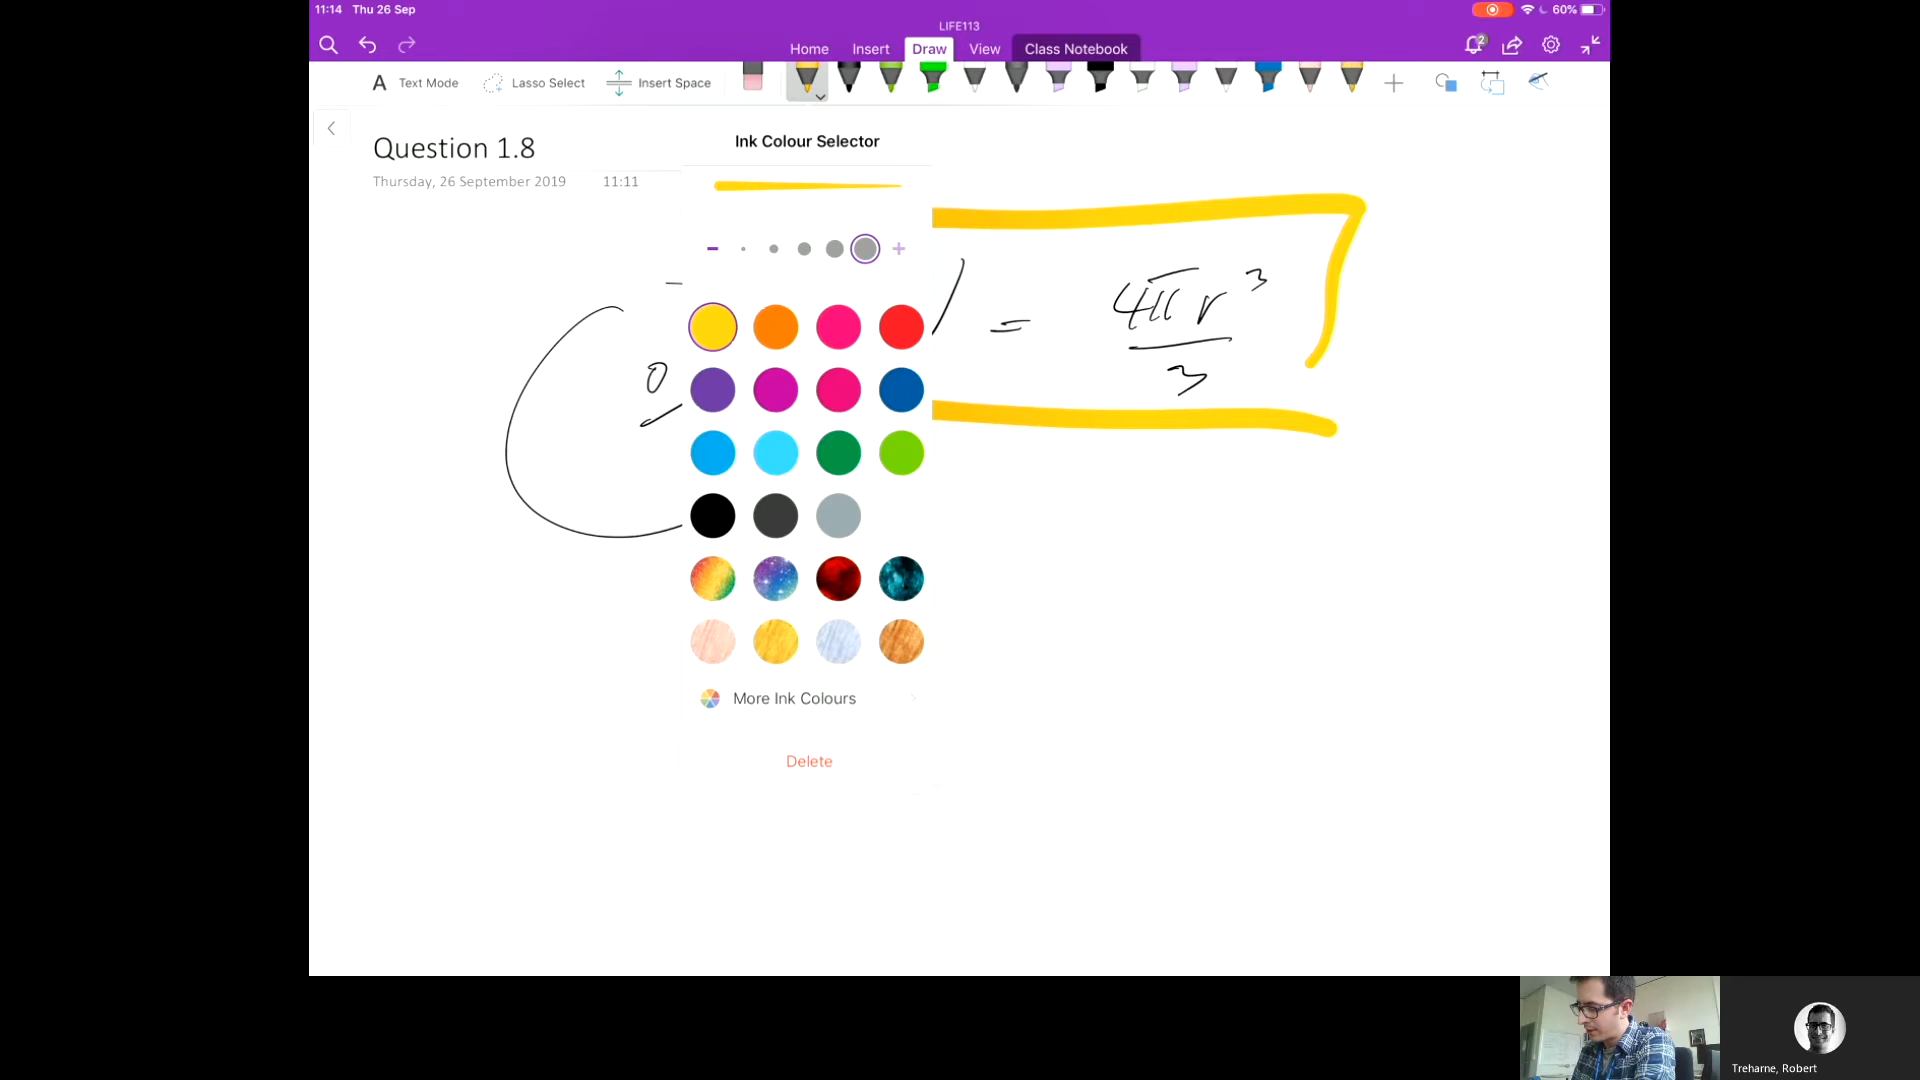 11:14 Thu 26 Sep
60%
LIFE113
Home Insert Draw View Class Notebook
2
A Text Mode Lasso Select Insert Space
Question 1.8
Thursday, 26 September 2019 11:11
Ink Colour Selector
= 4πr³
3
0
More Ink Colours
Delete
Treharne, Robert